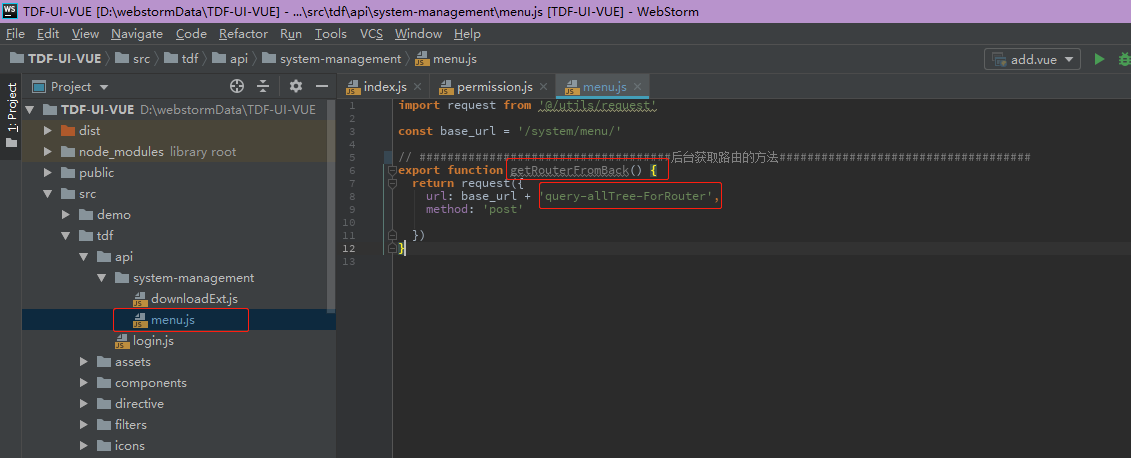 TDF-UI-VUE [D:\webstormData\TDF-UI-VUE] - ...\src\tdf\api\system-management\menu.js [TDF-UI-VUE] - WebStorm
File Edit View Navigate Code Refactor Run Tools VCS Window Help
TDF-UI-VUE src tdf api system-management menu.js add.vue
1: Project
Project
index.js permission.js menu.js
TDF-UI-VUE D:\webstormData\TDF-UI-VUE
dist
node_modules library root
public
src
demo
tdf
api
system-management
downloadExt.js
menu.js
login.js
assets
components
directive
filters
icons
1 import request from '@/utils/request'
2
3 const base_url = '/system/menu/'
4
5 // ####################################后台获取路由的方法####################################
6 export function getRouterFromBack() {
7 return request({
8 url: base_url + 'query-allTree-ForRouter',
9 method: 'post'
10
11 })
12 }
13